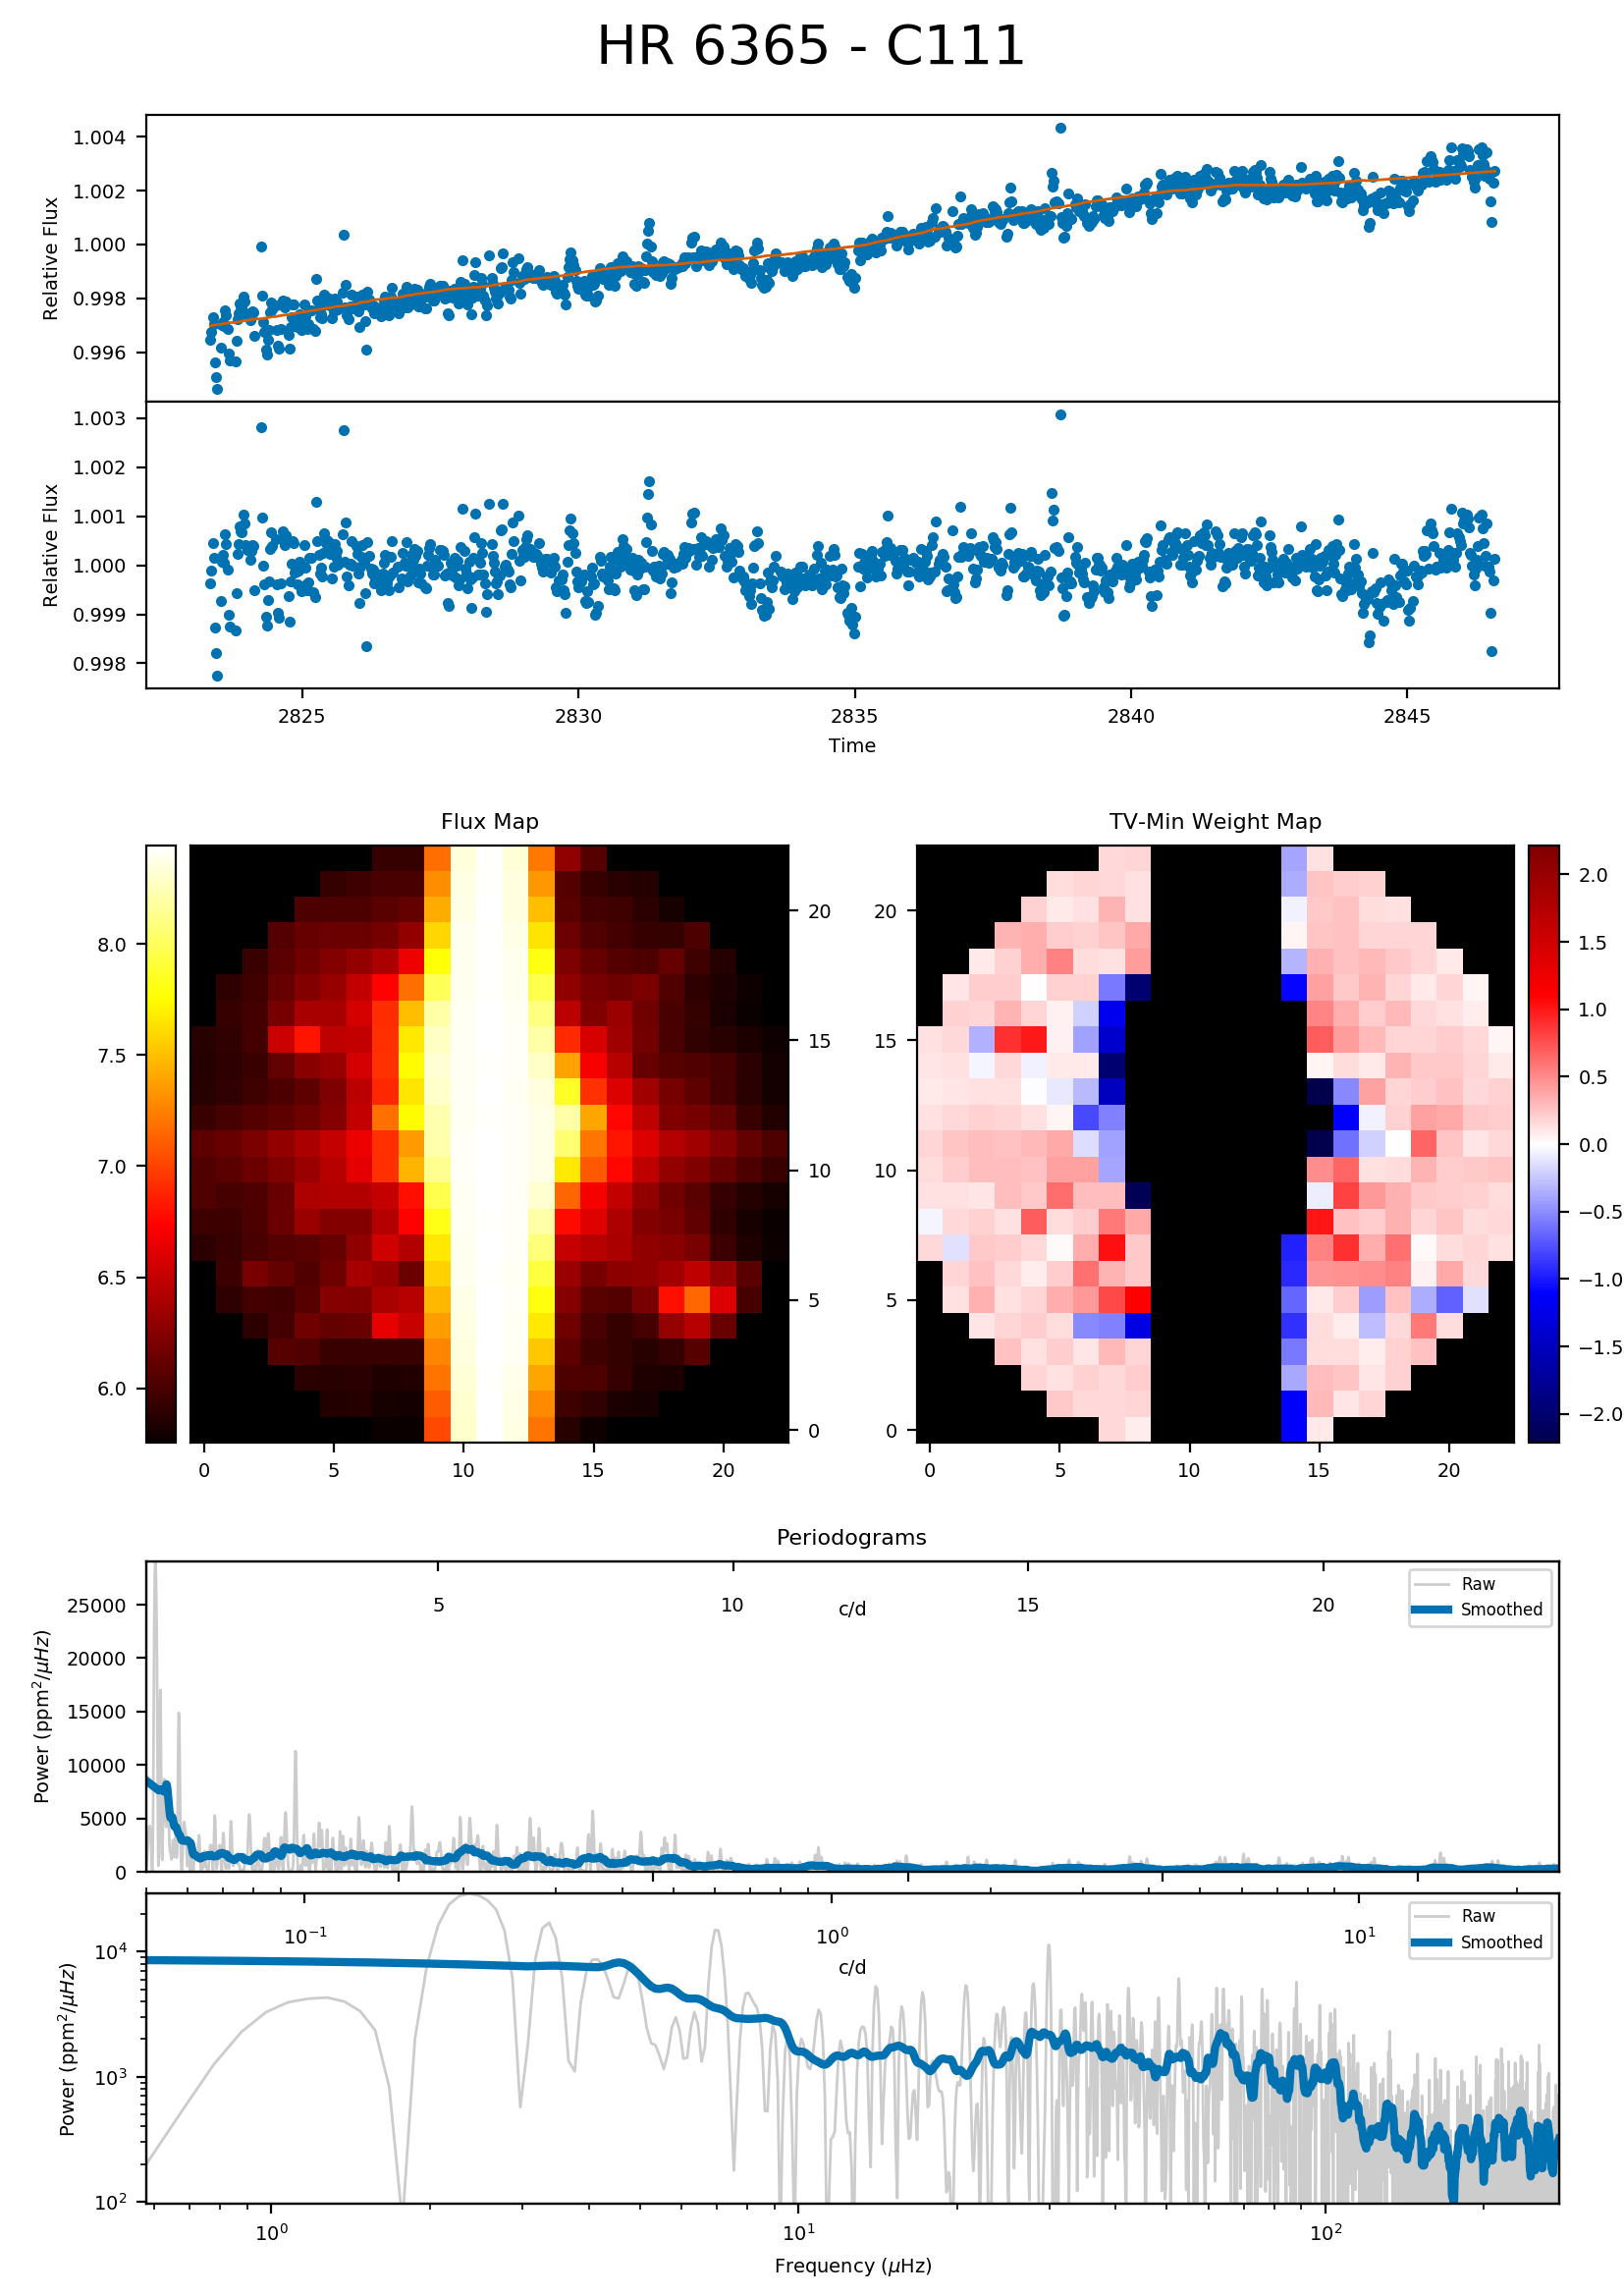 HR 6365 - C111
1.004
1.002
1.000
0.998
0.996
Relative Flux
1.003
1.002
1.001
1.000
0.999
0.998
Relative Flux
2825 2830 2835 2840 2845
Time
Flux Map
8.0
7.5
7.0
6.5
6.0
20
15
10
5
0
0 5 10 15 20
TV-Min Weight Map
20
15
10
5
0
0 5 10 15 20
2.0
1.5
1.0
0.5
0.0
−0.5
−1.0
−1.5
−2.0
Periodograms
25000
20000
15000
10000
5000
0
Power (ppm²/μHz)
5 10 15 20
c/d
Raw
Smoothed
10⁻¹ 10⁰ 10¹
c/d
Raw
Smoothed
10⁴
10³
10²
Power (ppm²/μHz)
10⁰ 10¹ 10²
Frequency (μHz)